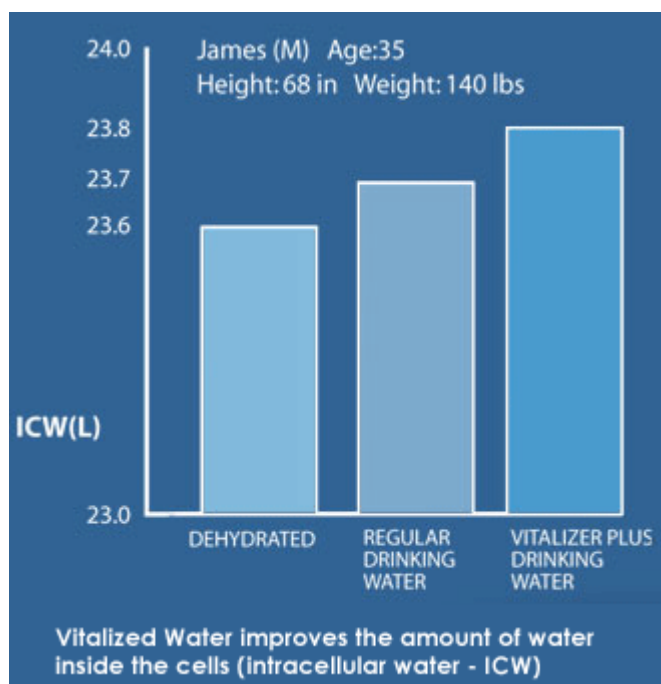 24.0
James (M) Age:35
Height: 68 in Weight: 140 lbs
23.8
23.7
23.6
ICW(L)
23.0
DEHYDRATED
REGULAR
DRINKING
WATER
VITALIZER PLUS
DRINKING
WATER
Vitalized Water improves the amount of water
inside the cells (intracellular water - ICW)